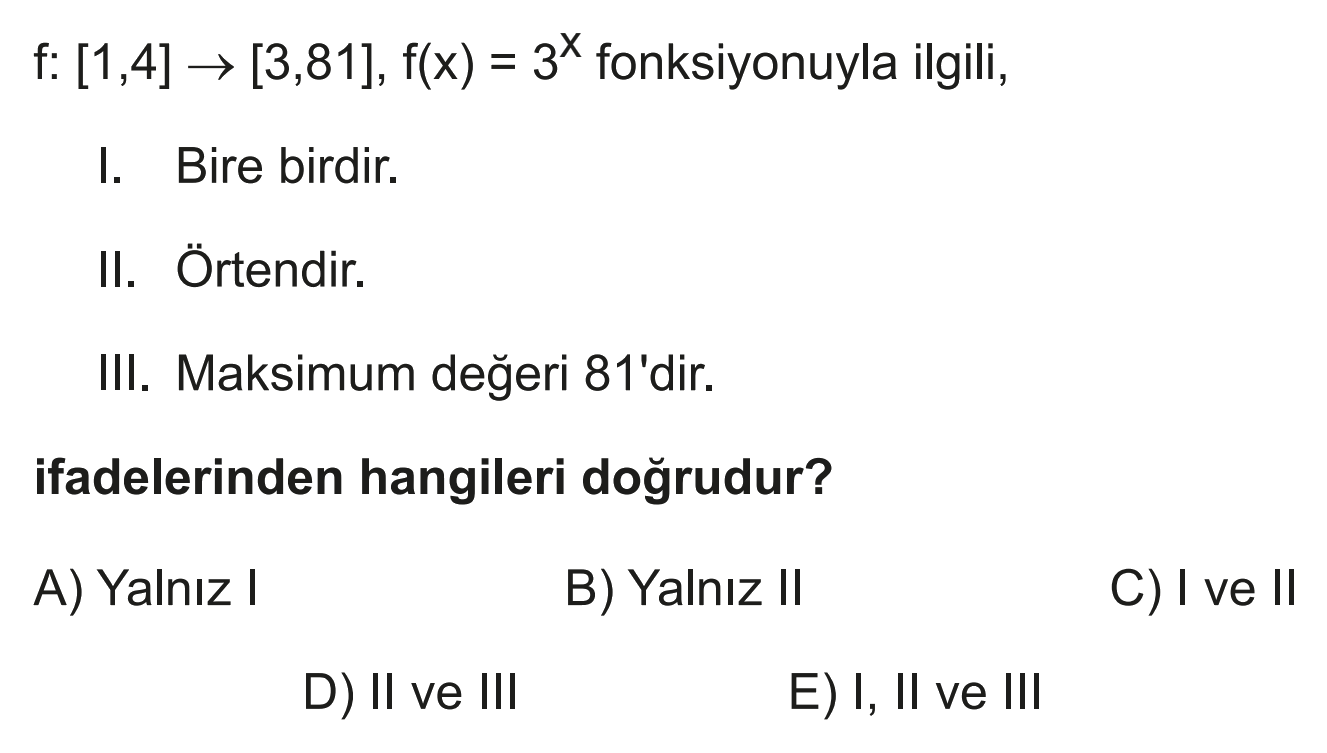 f: [1,4] → [3,81], f(x) = 3ˣ fonksiyonuyla ilgili,
I. Bire birdir.
II. Örtendir.
III. Maksimum değeri 81'dir.
ifadelerinden hangileri doğrudur?
A) Yalnız I B) Yalnız II C) I ve II
D) II ve III E) I, II ve III